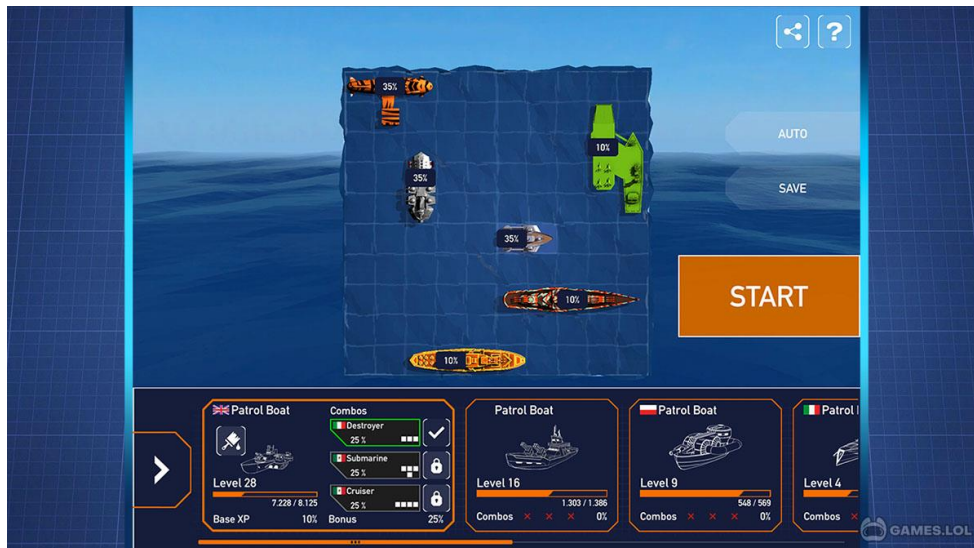 ?
35%
10%
AUTO
35%
SAVE
35%
START
10%
10%
Patrol Boat
Combos
Destroyer
25 %
Submarine
25 %
Cruiser
25 %
Level 28
7.228 / 8.125
Base XP 10%
Bonus 25%
Patrol Boat
Level 16
1.303 / 1.386
Combos × × × 0%
Patrol Boat
Level 9
548 / 569
Combos × × × 0%
Patrol
Level 4
Combos ×
GAMES.LOL